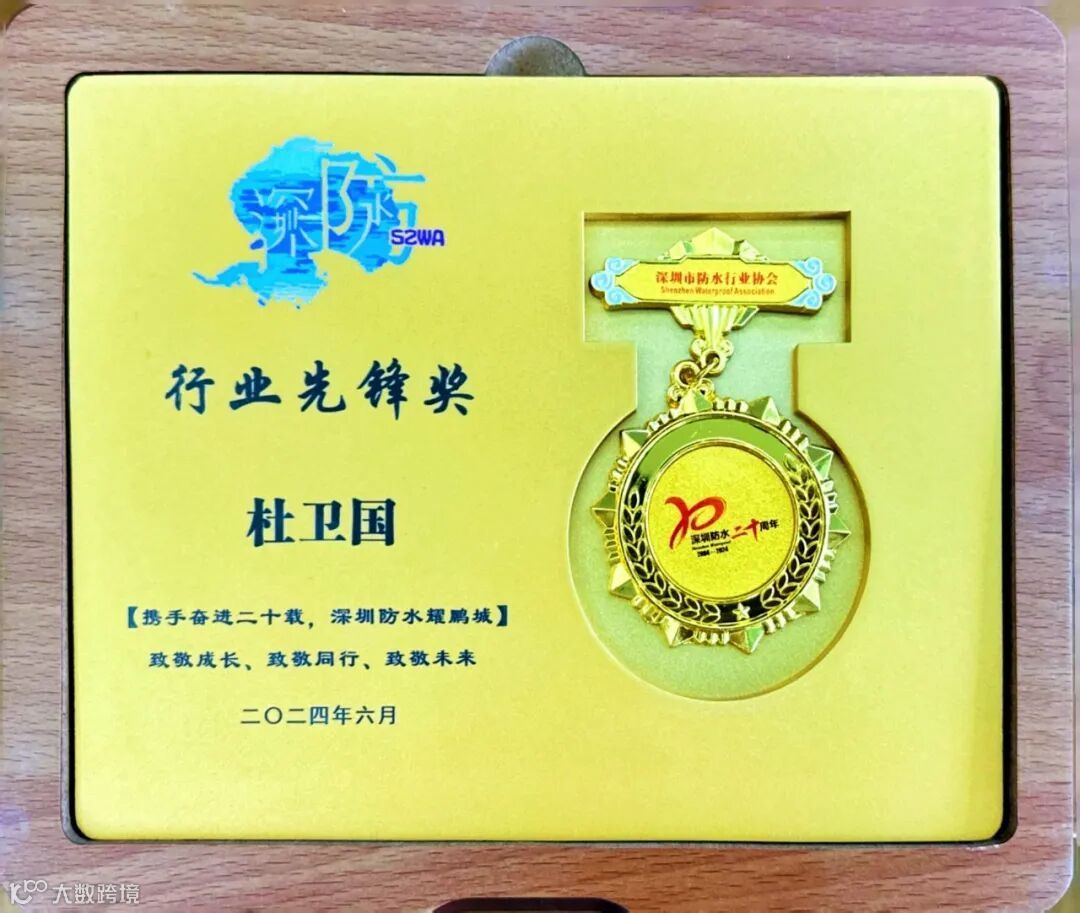 深防
SZWA
行业先锋奖
杜卫国
【携手奋进二十载，深圳防水耀鹏城】
致敬成长、致敬同行、致敬未来
二〇二四年六月
深圳市防水行业协会
Shenzhen Waterproof Association
深圳防水二十周年
2004-2024
大数跨境